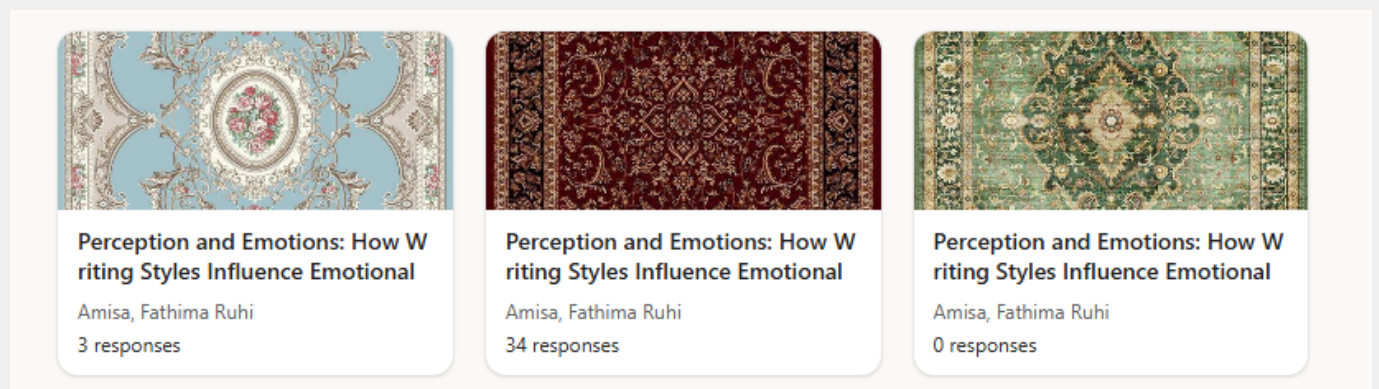 Perception and Emotions: How W
riting Styles Influence Emotional
Amisa, Fathima Ruhi
3 responses
Perception and Emotions: How W
riting Styles Influence Emotional
Amisa, Fathima Ruhi
34 responses
Perception and Emotions: How W
riting Styles Influence Emotional
Amisa, Fathima Ruhi
0 responses